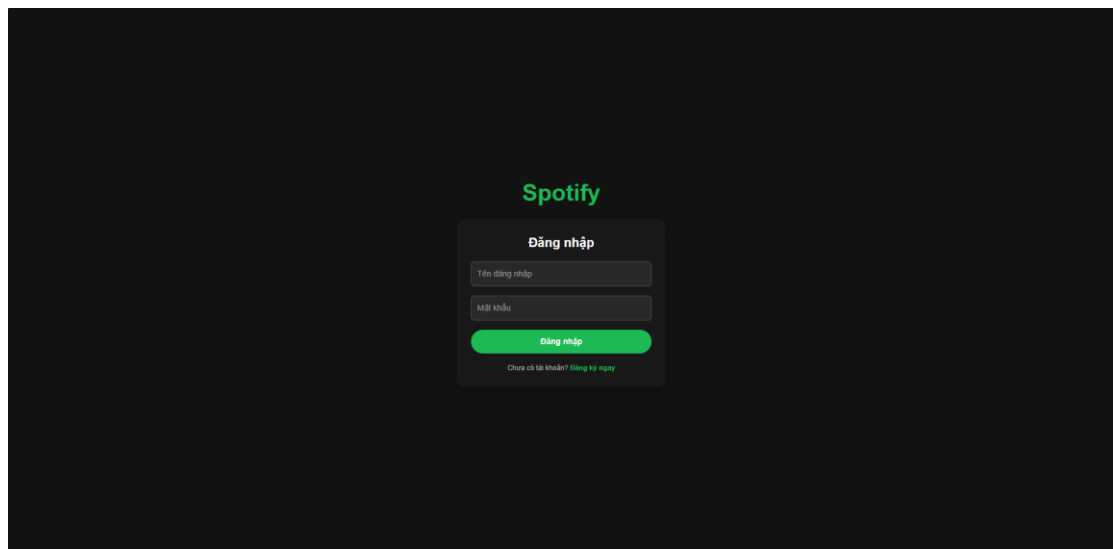 Spotify
Đăng nhập
Tên đăng nhập
Mật khẩu
Đăng nhập
Chưa có tài khoản? Đăng ký ngay